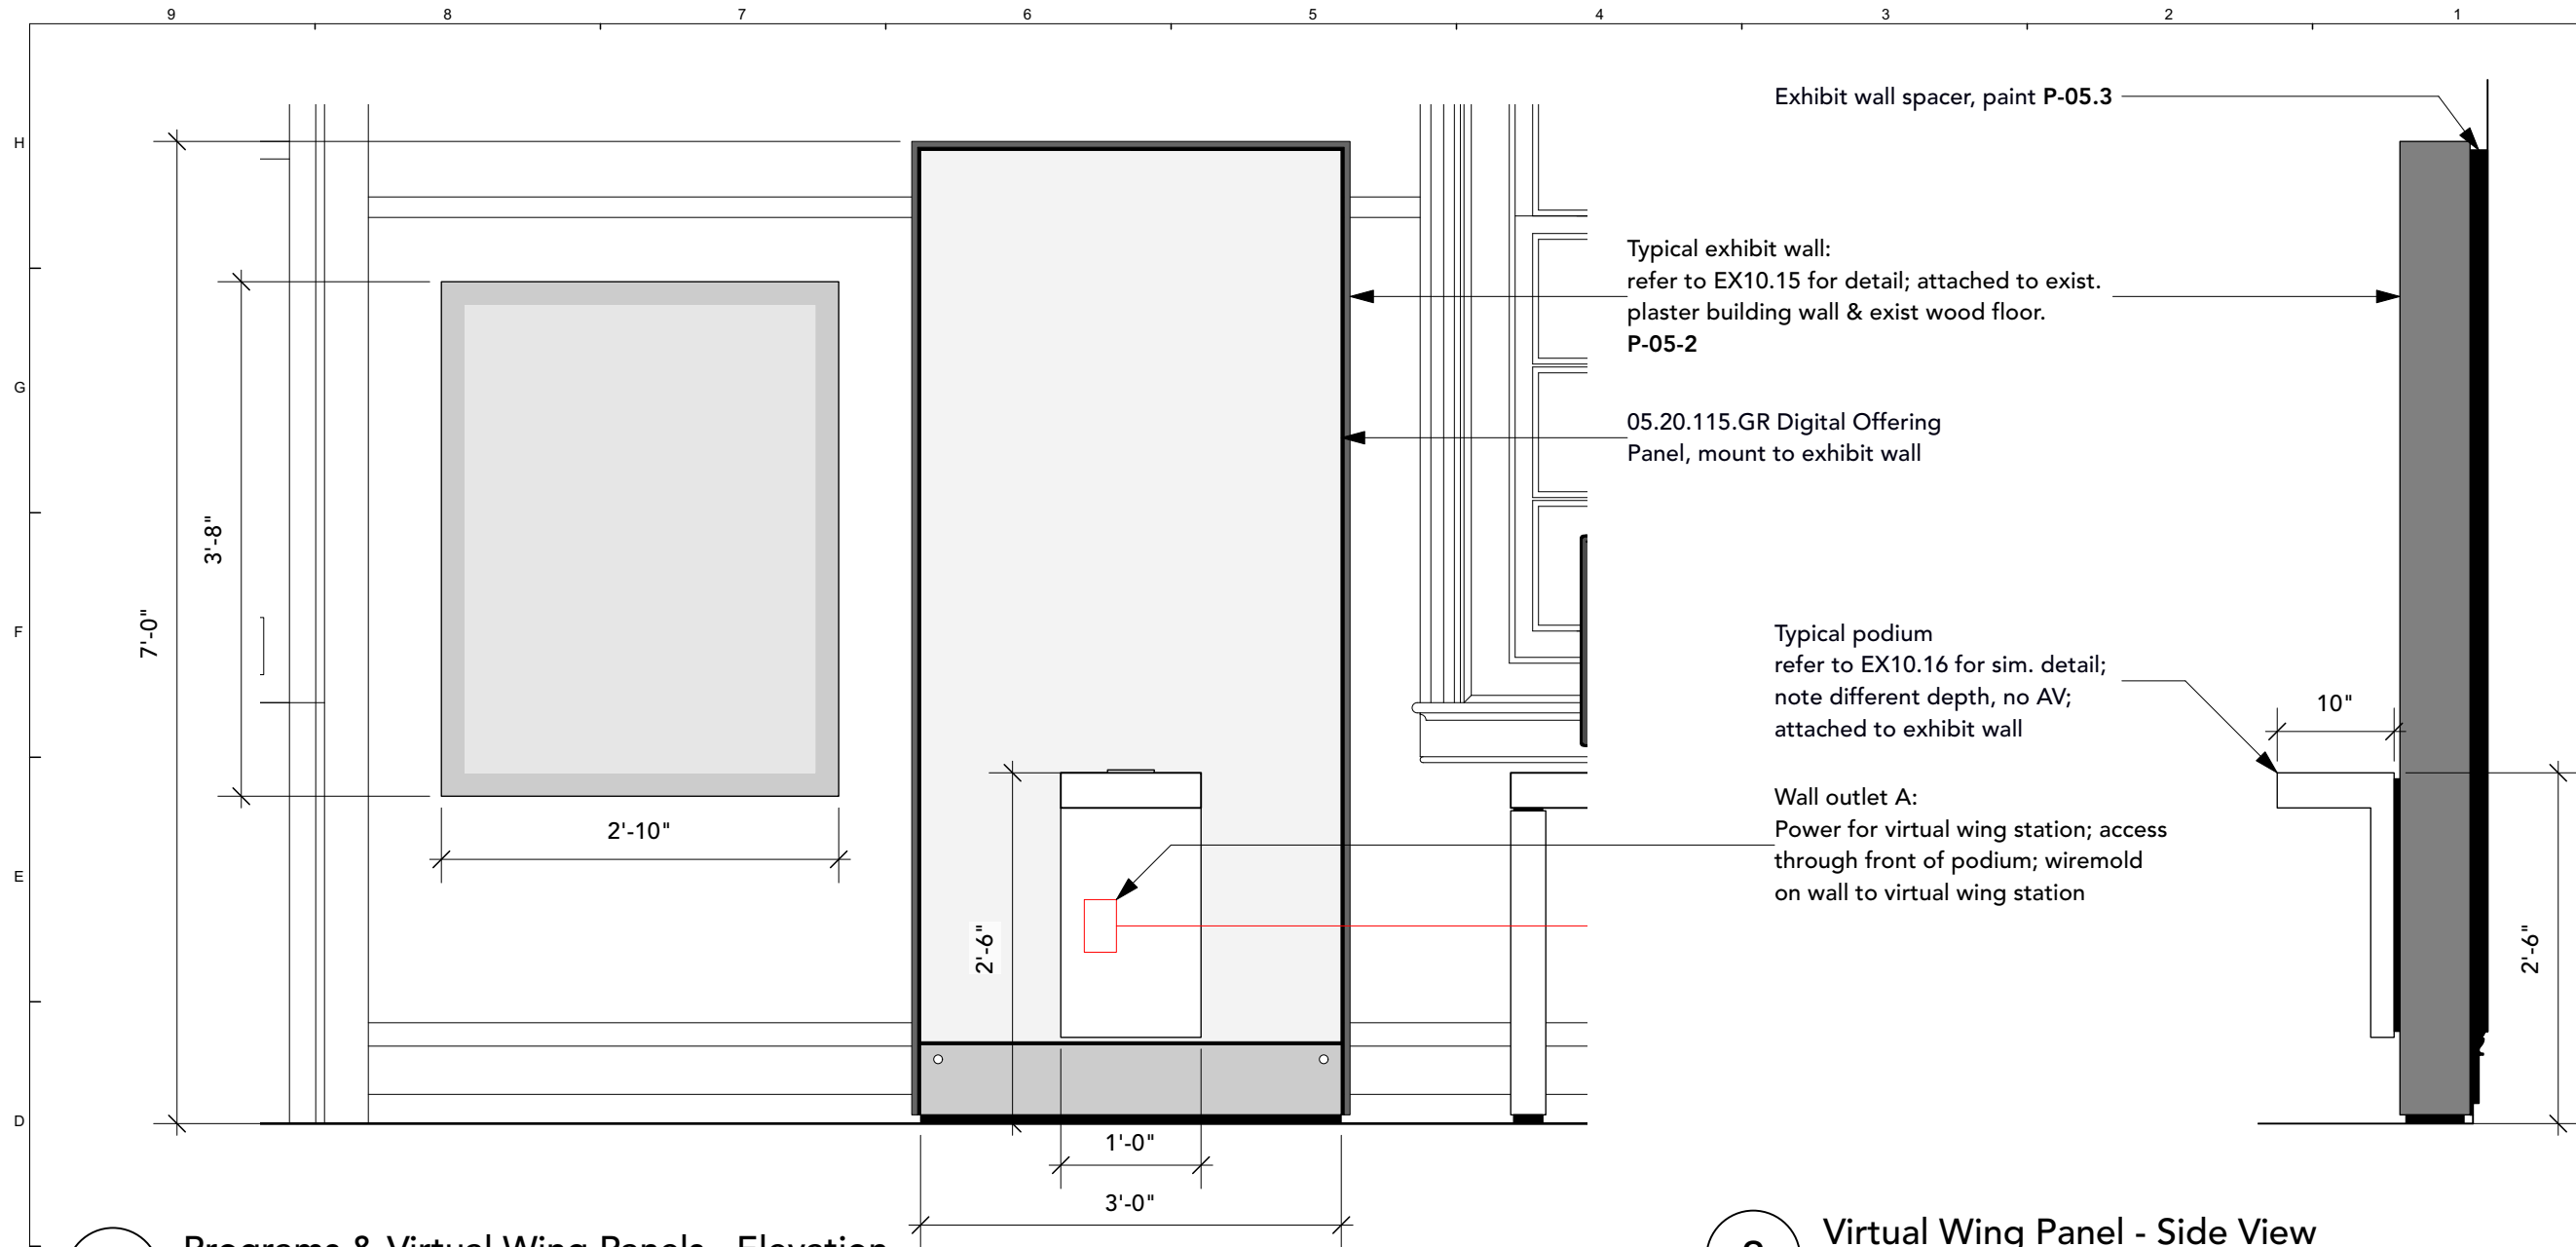 9 8 7 6 5 4 3 2 1
H
G
F
E
D
Exhibit wall spacer, paint P-05.3
Typical exhibit wall:
refer to EX10.15 for detail; attached to exist.
plaster building wall & exist wood floor.
P-05-2
05.20.115.GR Digital Offering
Panel, mount to exhibit wall
Typical podium
refer to EX10.16 for sim. detail;
note different depth, no AV;
attached to exhibit wall
Wall outlet A:
Power for virtual wing station; access
through front of podium; wiremold
on wall to virtual wing station
7'-0"
3'-8"
2'-10"
2'-6"
1'-0"
3'-0"
10"
2'-6"
Programs & Virtual Wing Panels - Elevation
Virtual Wing Panel - Side View